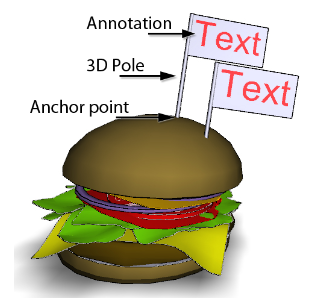 Annotation
Text
3D Pole
Text
Anchor point